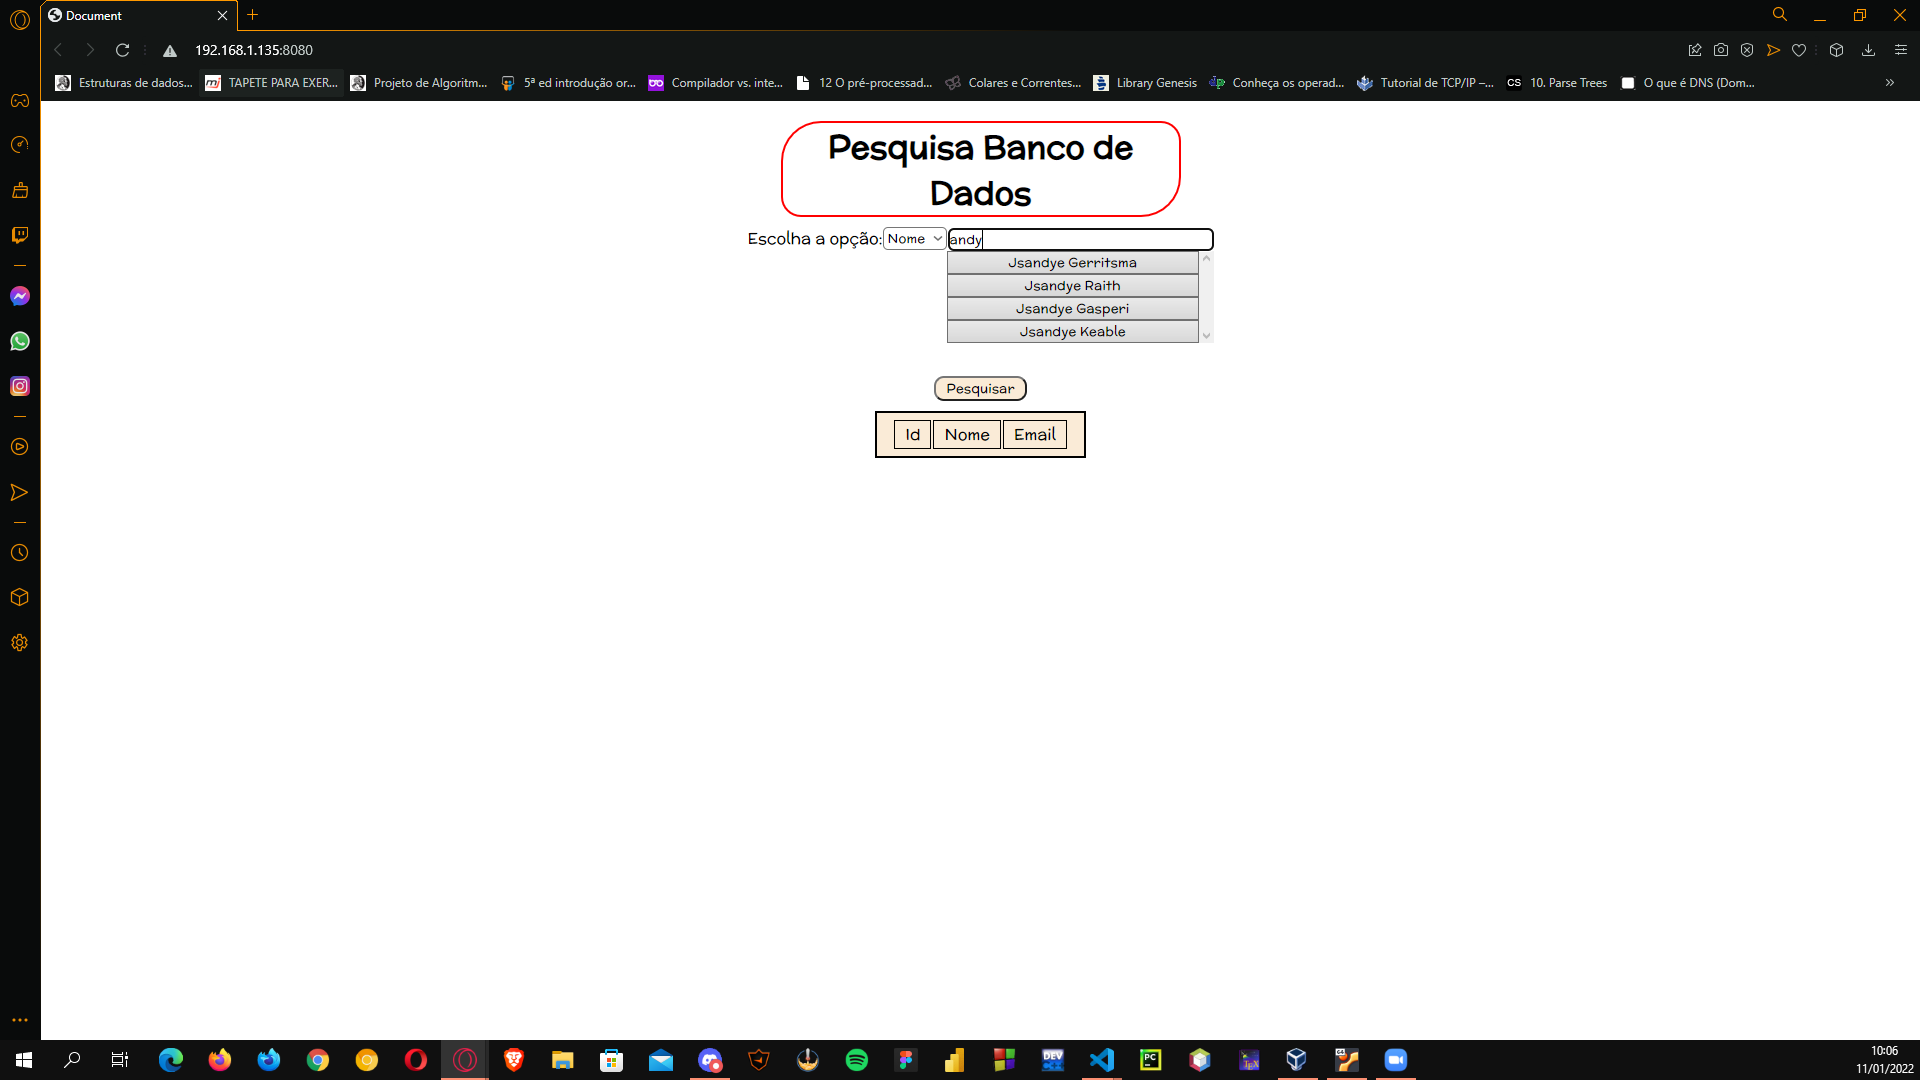 Document
192.168.1.135:8080
Estruturas de dados...
TAPETE PARA EXER...
Projeto de Algoritm...
5ª ed introdução or...
Compilador vs. inte...
12 O pré-processad...
Colares e Correntes...
Library Genesis
Conheça os operad...
Tutorial de TCP/IP –...
CS 10. Parse Trees
O que é DNS (Dom...
Pesquisa Banco de
Dados
Escolha a opção: Nome andy
Jsandye Gerritsma
Jsandye Raith
Jsandye Gasperi
Jsandye Keable
Pesquisar
Id Nome Email
DEV
PC
10:06
11/01/2022